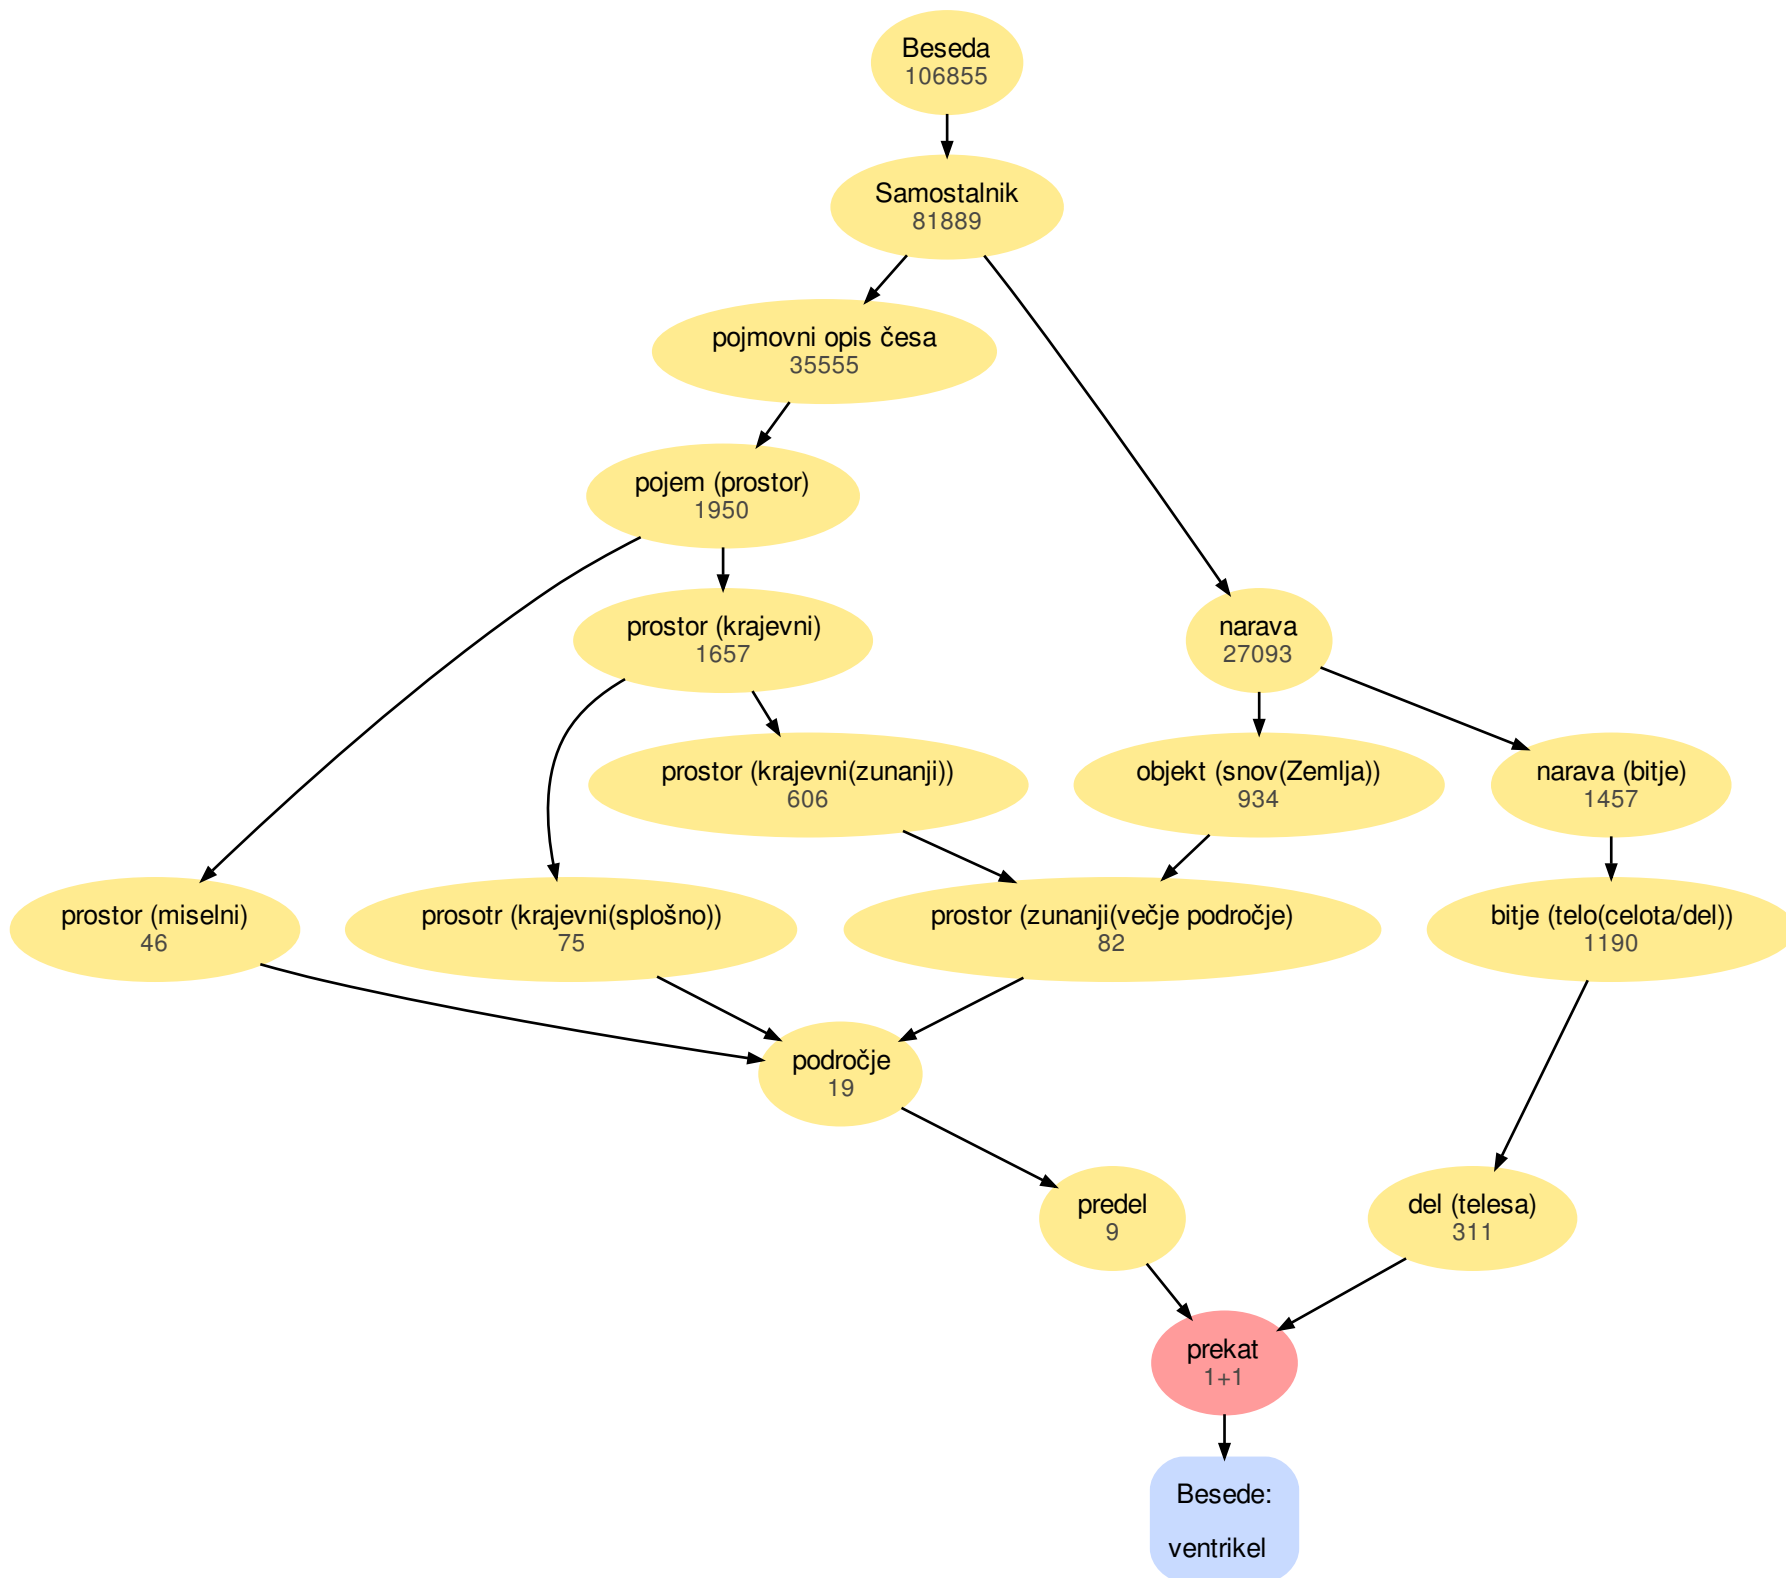 Beseda
106855
Samostalnik
81889
pojmovni opis česa
35555
pojem (prostor)
1950
prostor (krajevni)
1657
narava
27093
prostor (krajevni(zunanji))
606
objekt (snov(Zemlja))
934
narava (bitje)
1457
prostor (miselni)
46
prosotr (krajevni(splošno))
75
prostor (zunanji(večje področje)
82
bitje (telo(celota/del))
1190
področje
19
predel
9
del (telesa)
311
prekat
1+1
Besede:
ventrikel